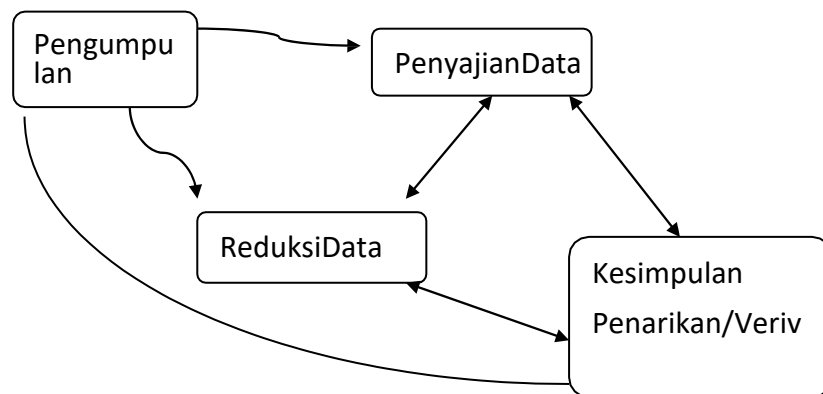 Pengumpu
lan
PenyajianData
ReduksiData
Kesimpulan
Penarikan/Veriv